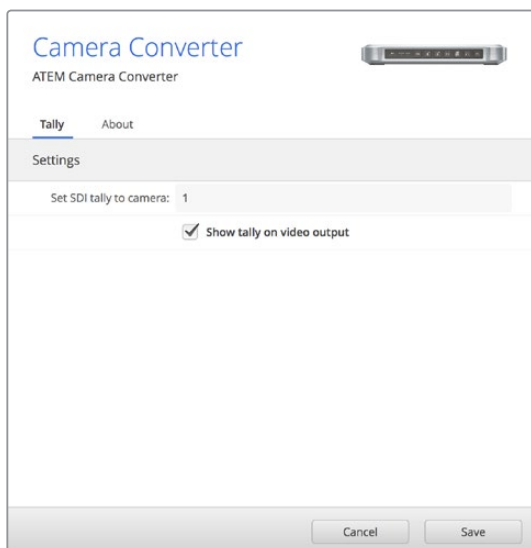 Camera Converter
ATEM Camera Converter
Tally About
Settings
Set SDI tally to camera: 1
Show tally on video output
Cancel Save